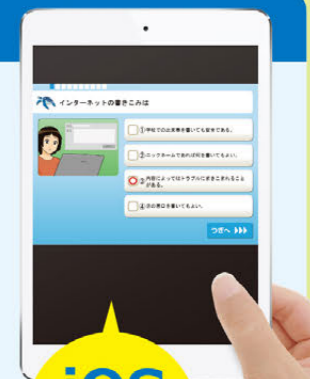 インターネットの書きこみは
①学校での出来事を書いても安全である。
②ニックネームであれば何を書いてもよい。
③内容によってはトラブルにまきこまれること
がある。
④悪口を書いてもよい。
つぎへ
iOS